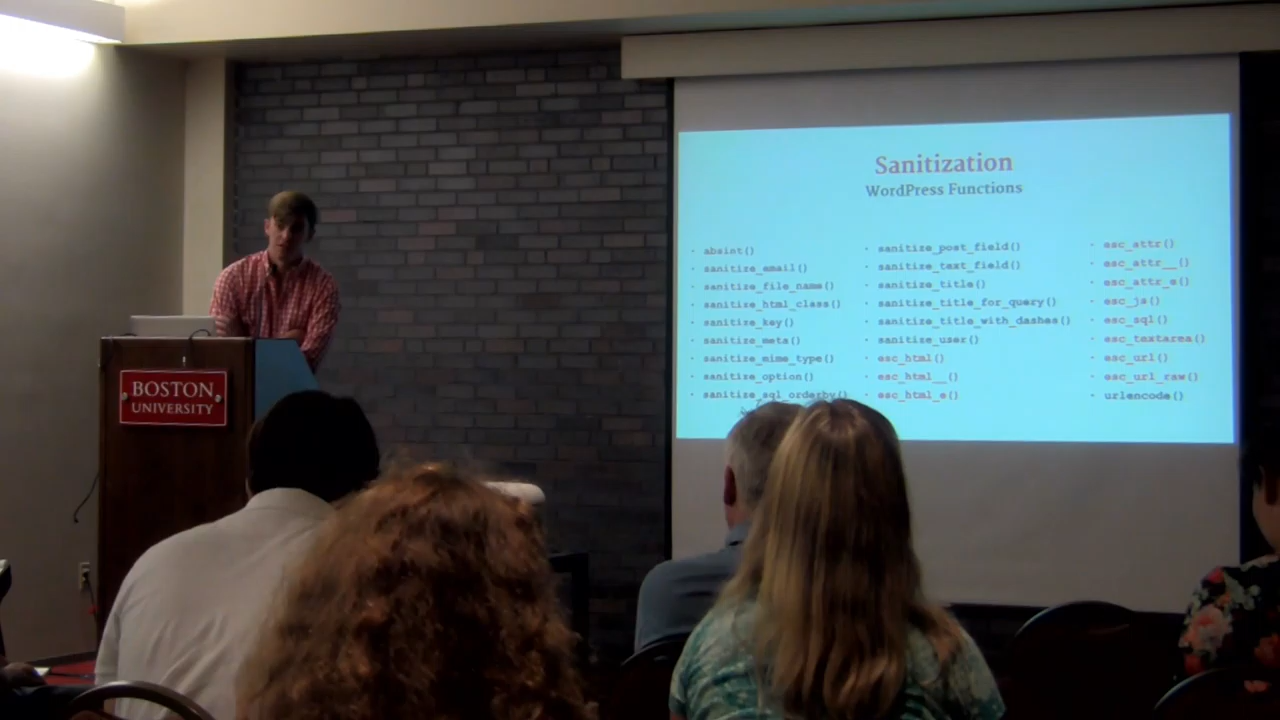 Sanitization
WordPress Functions
· absint()
· sanitize_email()
· sanitize_file_name()
· sanitize_html_class()
· sanitize_key()
· sanitize_meta()
· sanitize_mime_type()
· sanitize_option()
· sanitize_sql_orderby()
· sanitize_post_field()
· sanitize_text_field()
· sanitize_title()
· sanitize_title_for_query()
· sanitize_title_with_dashes()
· sanitize_user()
· esc_html()
· esc_html__()
· esc_html_e()
· esc_attr()
· esc_attr__()
· esc_attr_e()
· esc_js()
· esc_sql()
· esc_textarea()
· esc_url()
· esc_url_raw()
· urlencode()
BOSTON
UNIVERSITY